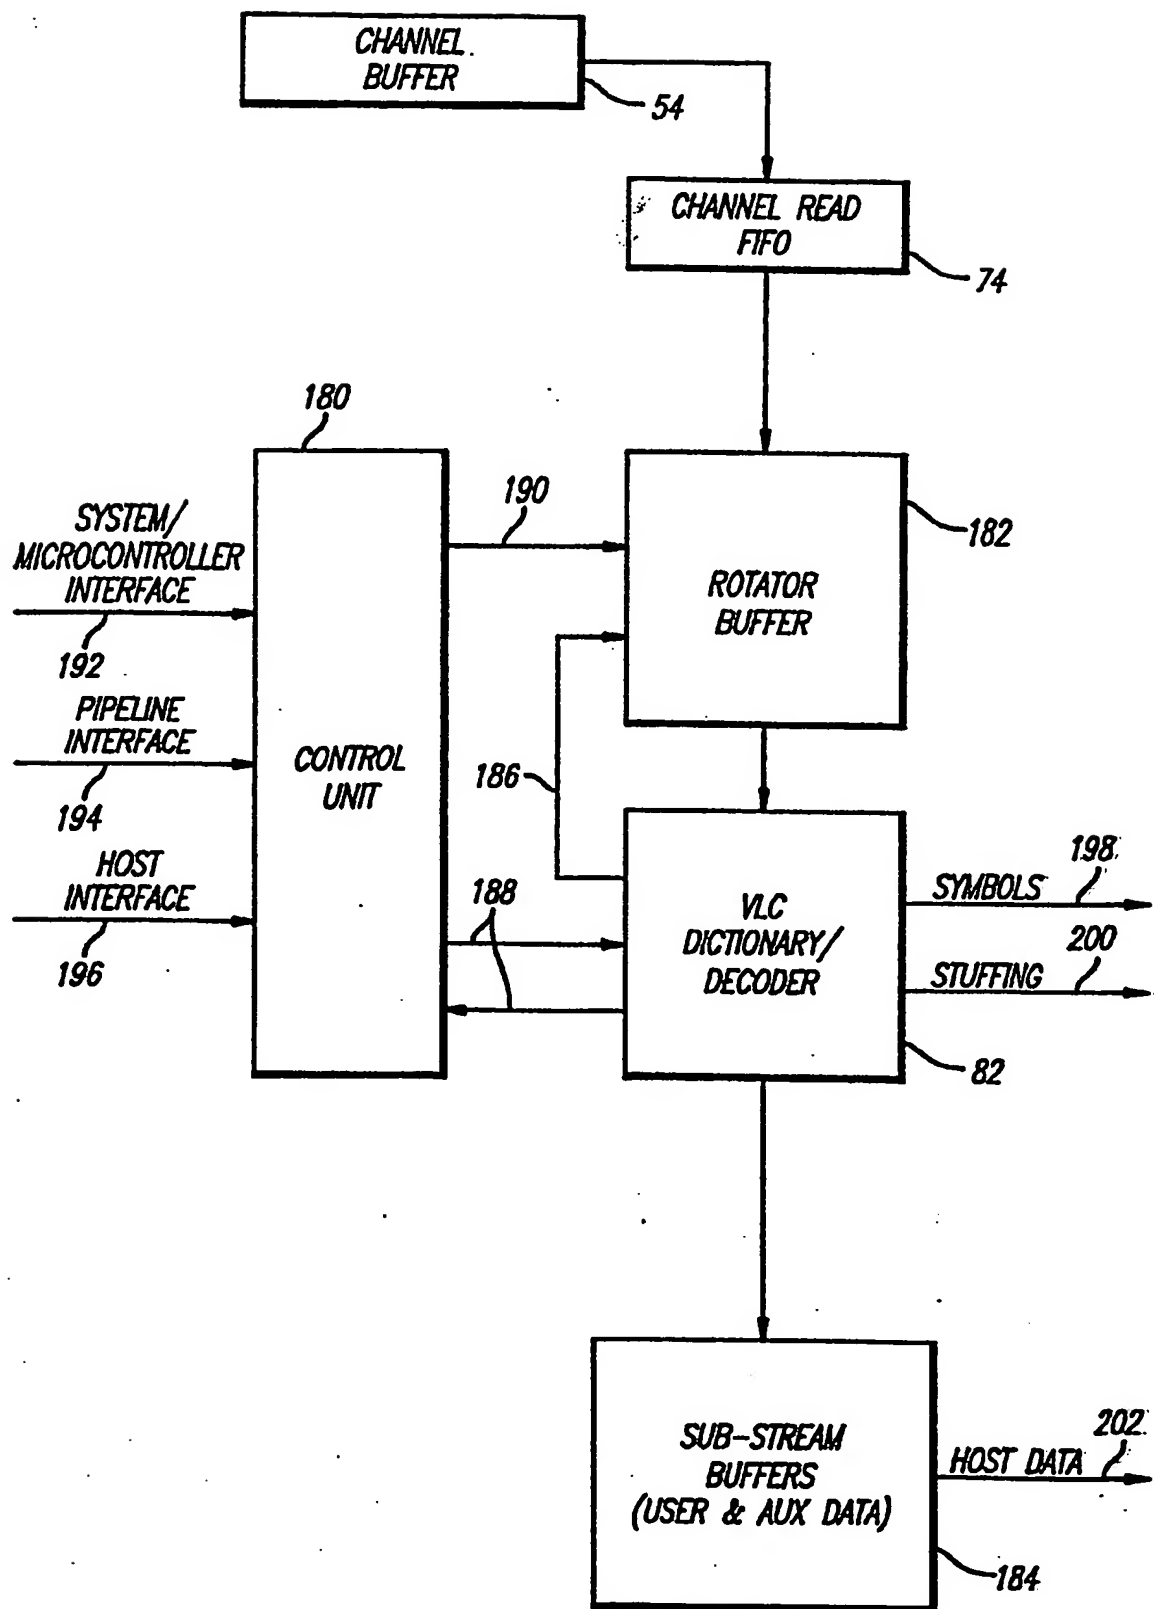 CHANNEL
BUFFER
54
CHANNEL READ
FIFO
74
180
190
182
SYSTEM/
MICROCONTROLLER
INTERFACE
192
ROTATOR
BUFFER
PIPELINE
INTERFACE
194
CONTROL
UNIT
186
HOST
INTERFACE
196
188
VLC
DICTIONARY/
DECODER
SYMBOLS
198
STUFFING
200
82
SUB-STREAM
BUFFERS
(USER & AUX DATA)
HOST DATA
202
184